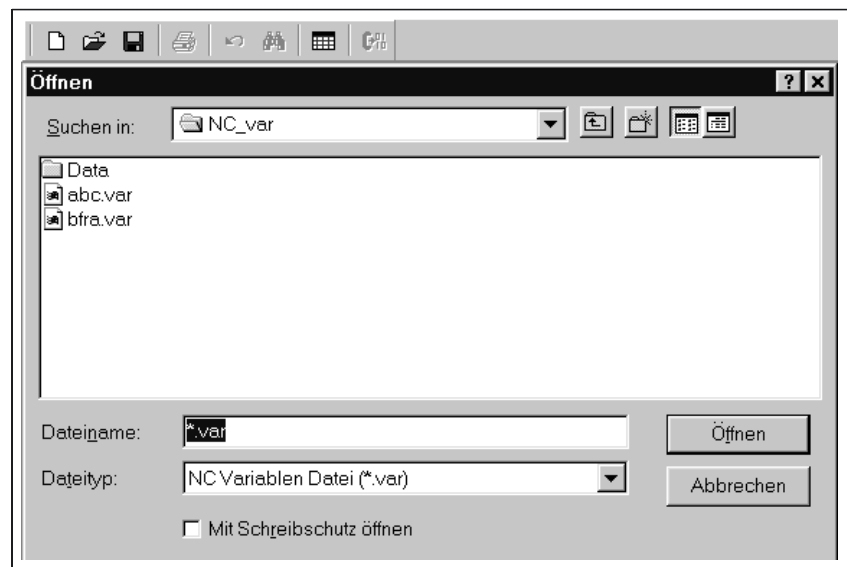 Öffnen
Suchen in:
NC_var
Data
abc.var
bfra.var
Dateiname:
*.var
Öffnen
Dateityp:
NC Variablen Datei (*.var)
Abbrechen
Mit Schreibschutz öffnen